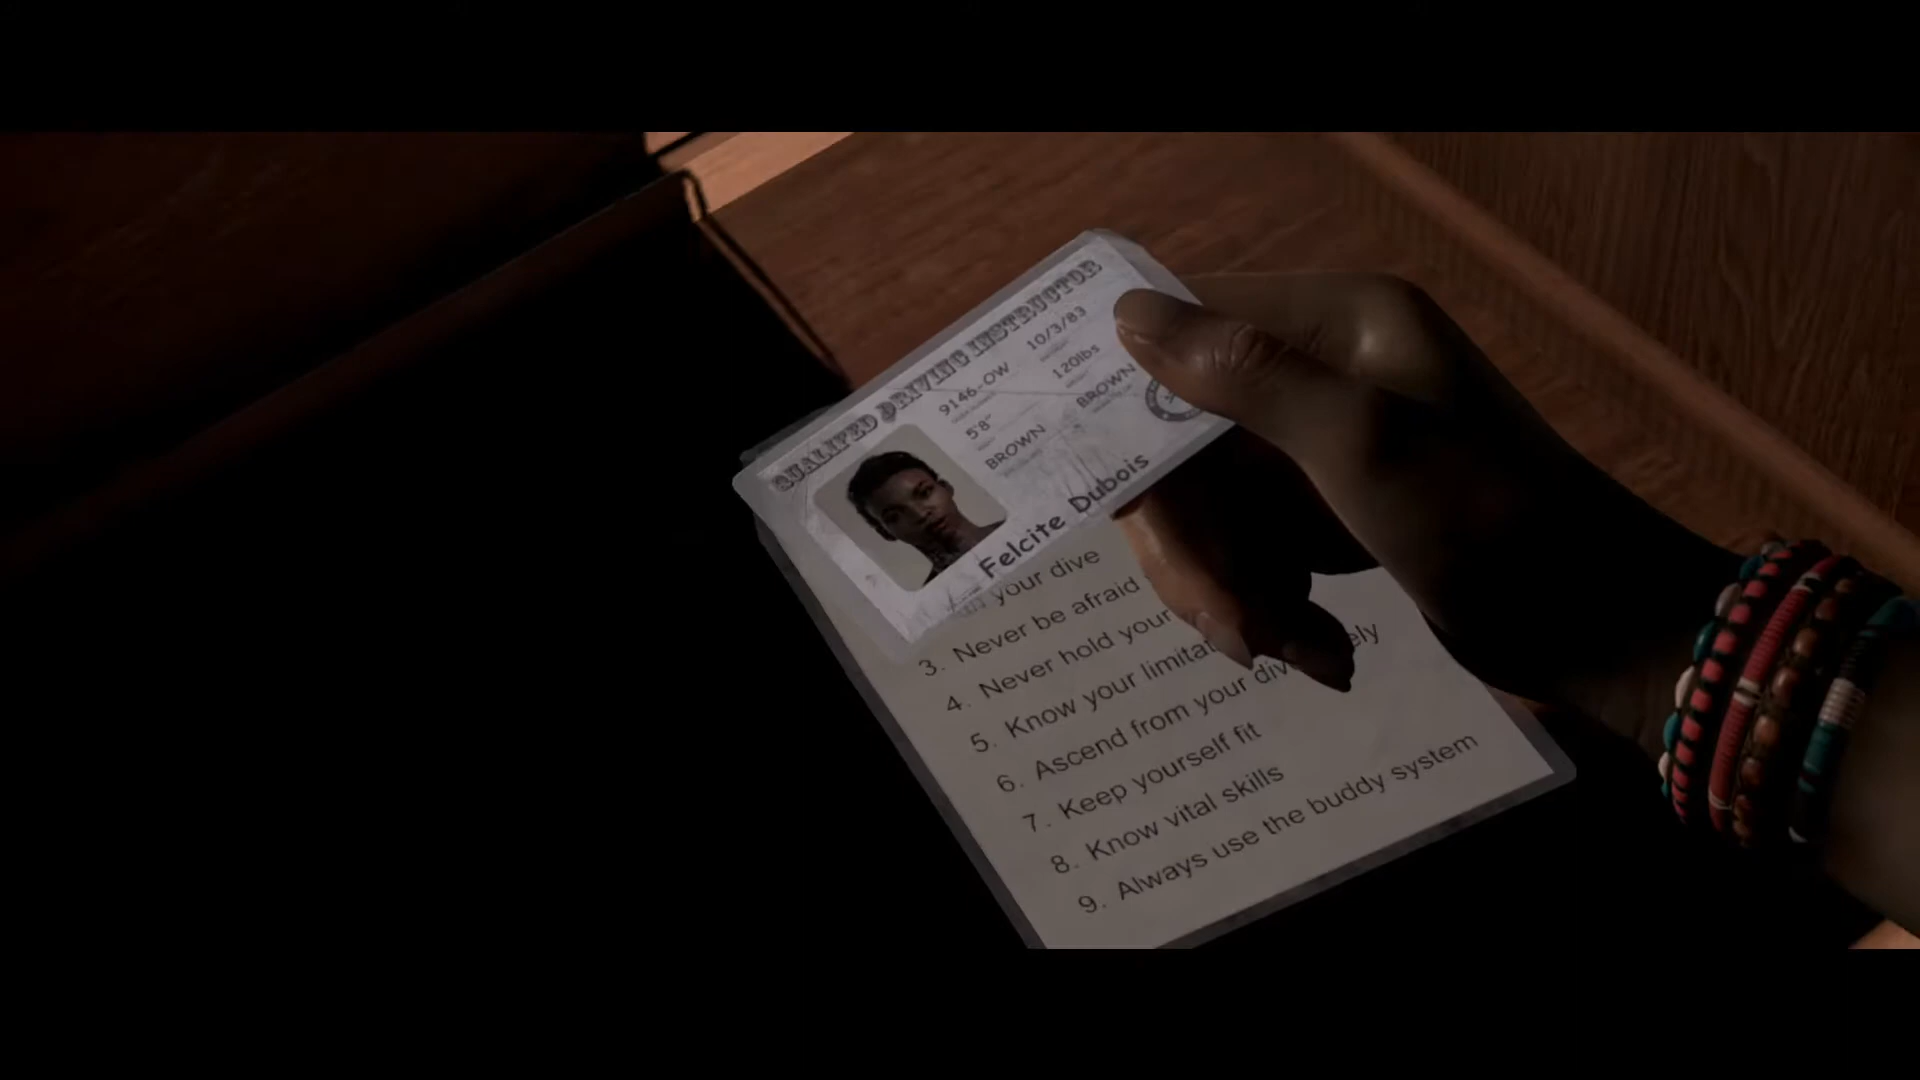 QUALIFED DRIVING INSTRUCTOR
9146-OW 10/3/83
5'8" 120lbs
BROWN BROWN
Felcite Dubois
your dive
3. Never be afraid
4. Never hold your
5. Know your limitat
6. Ascend from your div ely
7. Keep yourself fit
8. Know vital skills
9. Always use the buddy system